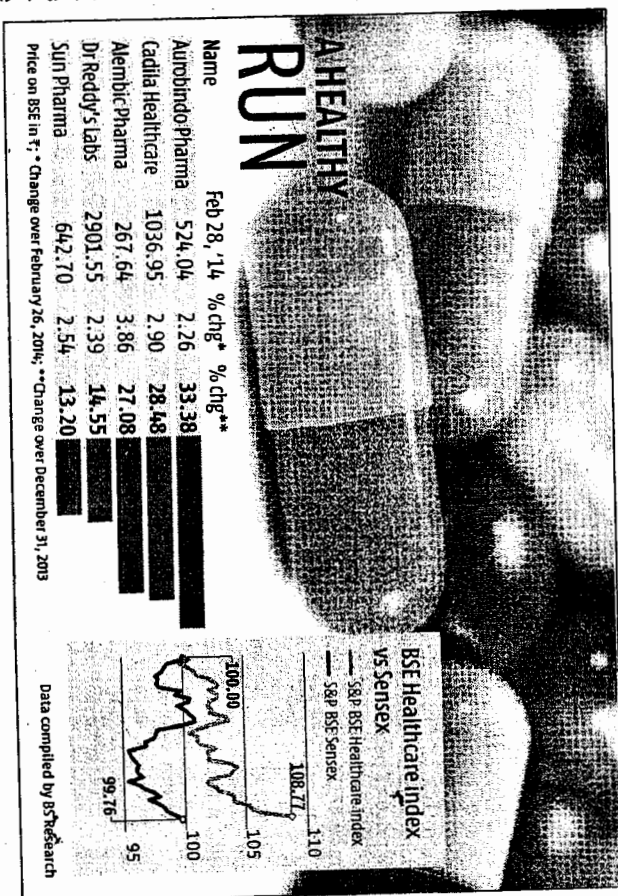 A HEALTHY
RUN
Name Feb 28, '14 % chg* % chg**
Aurobindo Pharma 524.04 2.26 33.38
Cadila Healthcare 1036.95 2.90 28.48
Alembic Pharma 267.64 3.86 27.08
Dr Reddy's Labs 2901.55 2.39 14.55
Sun Pharma 642.70 2.54 13.20
Price on BSE in ₹; * Change over February 26, 2014; **Change over December 31, 2013
BSE Healthcare index
vs Sensex
S&P BSE Healthcare Index
S&P BSE Sensex
110
108.77
105
100.00
100
95
99.76
Data compiled by BS Research